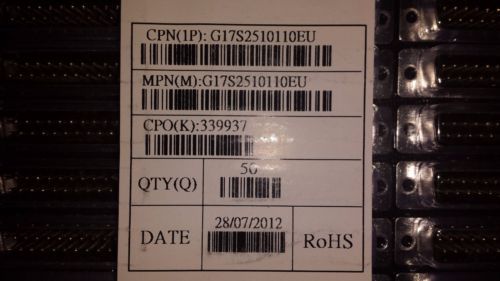 CPN(1P): G17S2510110EU
MPN(M):G17S2510110EU
CPO(K):339937
QTY(Q) 50
DATE 28/07/2012 RoHS